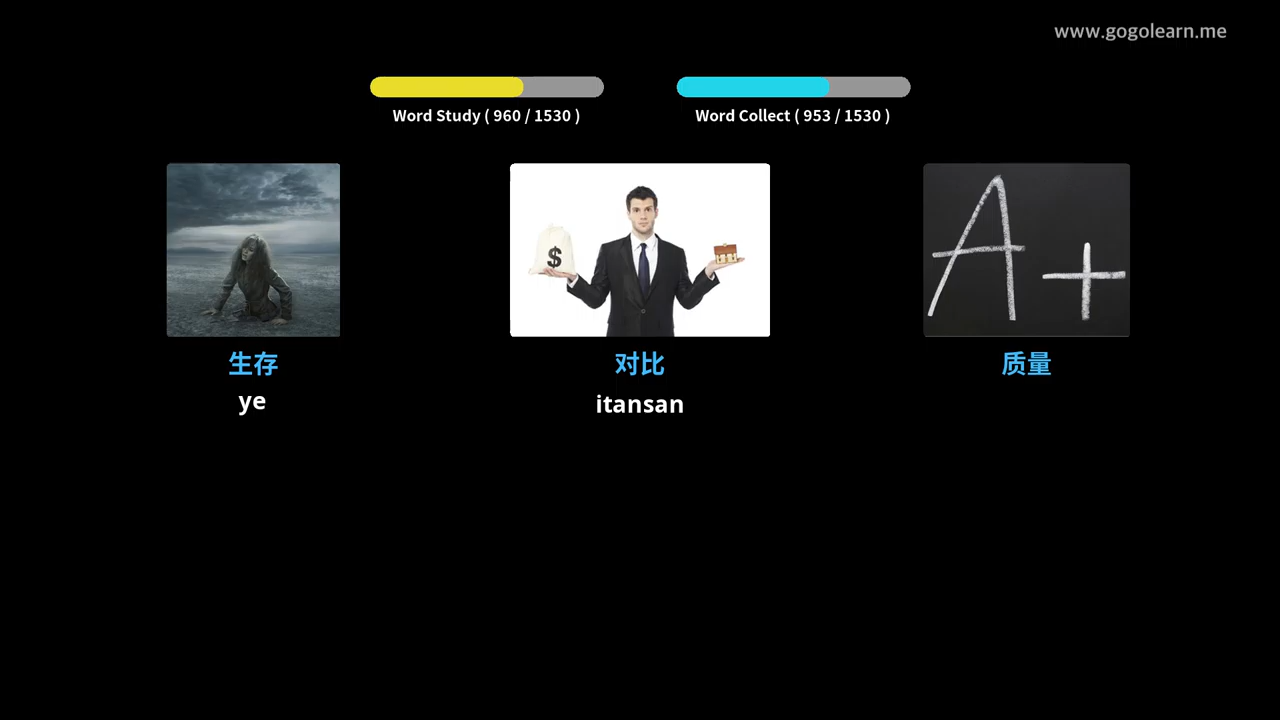 www.gogolearn.me
Word Study ( 960 / 1530 )
Word Collect ( 953 / 1530 )
$
A+
生存
对比
质量
ye
itansan